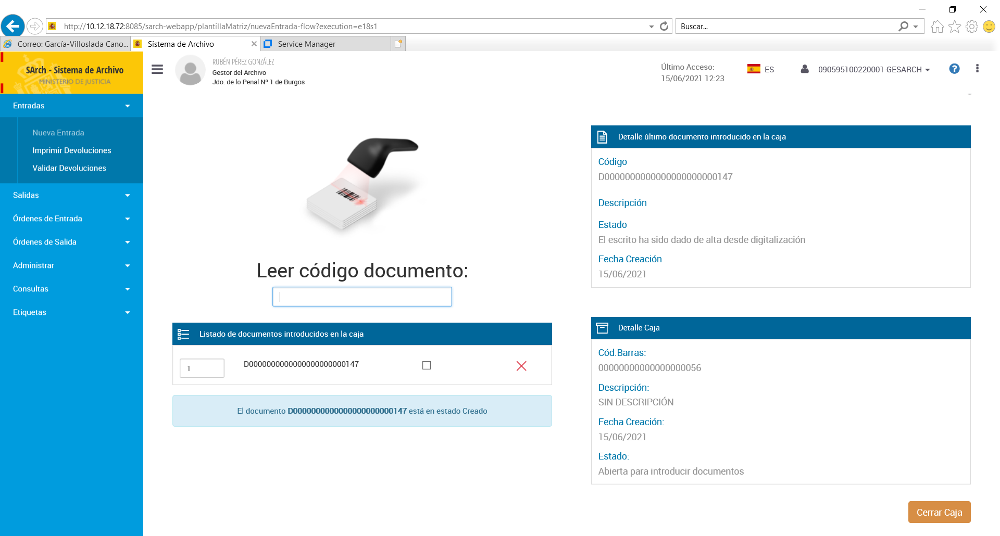 http://10.12.18.72:8085/sarch-webapp/plantillaMatriz/nuevaEntrada-flow?execution=e18s1
Buscar...
Correo: García-Villoslada Cano...
Sistema de Archivo
Service Manager
SArch - Sistema de Archivo
MINISTERIO DE JUSTICIA
RUBÉN PÉREZ GONZÁLEZ
Gestor del Archivo
Jdo. de lo Penal Nº 1 de Burgos
Último Acceso:
15/06/2021 12:23
ES
090595100220001-GESARCH
?
Entradas
Nueva Entrada
Imprimir Devoluciones
Validar Devoluciones
Salidas
Órdenes de Entrada
Órdenes de Salida
Administrar
Consultas
Etiquetas
Leer código documento:
Listado de documentos introducidos en la caja
1
D0000000000000000000000147
El documento D0000000000000000000000147 está en estado Creado
Detalle último documento introducido en la caja
Código
D0000000000000000000000147
Descripción
Estado
El escrito ha sido dado de alta desde digitalización
Fecha Creación
15/06/2021
Detalle Caja
Cód.Barras:
00000000000000000056
Descripción:
SIN DESCRIPCIÓN
Fecha Creación:
15/06/2021
Estado:
Abierta para introducir documentos
Cerrar Caja